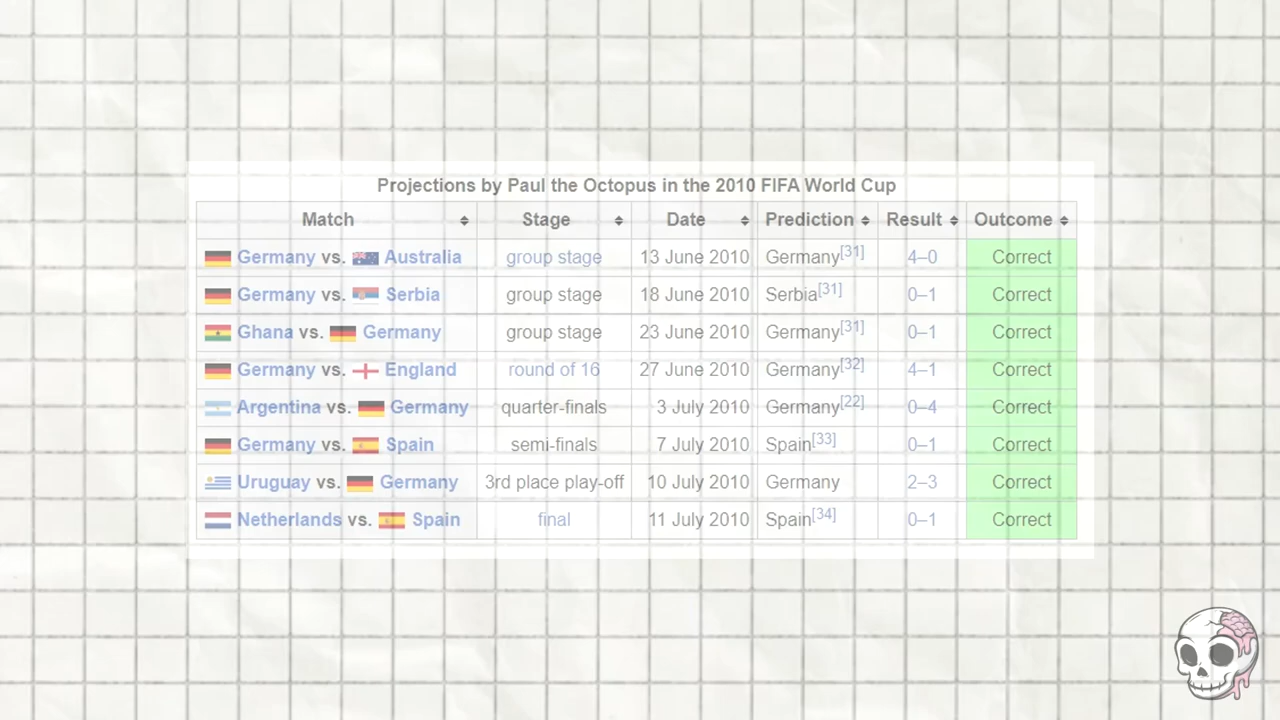 Projections by Paul the Octopus in the 2010 FIFA World Cup
Match Stage Date Prediction Result Outcome
Germany vs. Australia group stage 13 June 2010 Germany[31] 4–0 Correct
Germany vs. Serbia group stage 18 June 2010 Serbia[31] 0–1 Correct
Ghana vs. Germany group stage 23 June 2010 Germany[31] 0–1 Correct
Germany vs. England round of 16 27 June 2010 Germany[32] 4–1 Correct
Argentina vs. Germany quarter-finals 3 July 2010 Germany[22] 0–4 Correct
Germany vs. Spain semi-finals 7 July 2010 Spain[33] 0–1 Correct
Uruguay vs. Germany 3rd place play-off 10 July 2010 Germany 2–3 Correct
Netherlands vs. Spain final 11 July 2010 Spain[34] 0–1 Correct